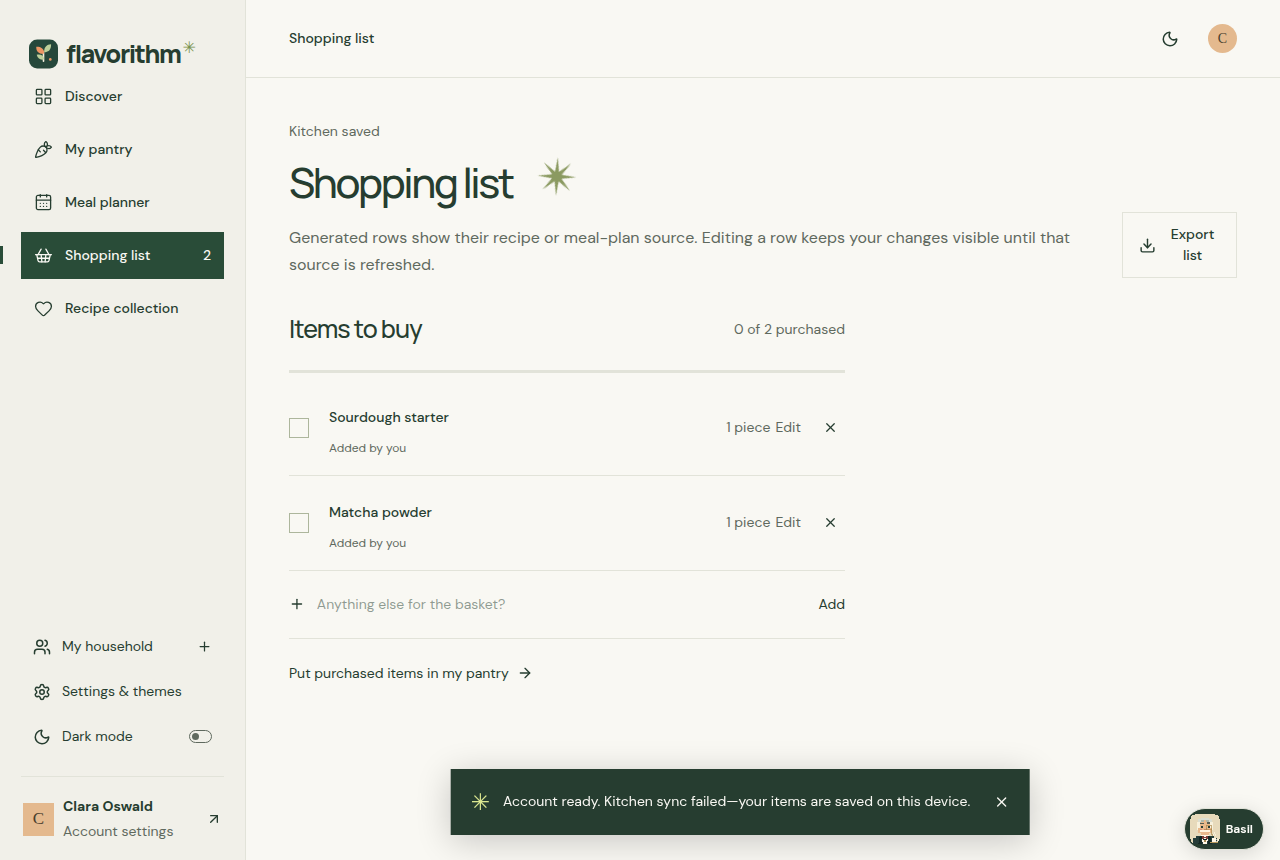 flavorithm
Discover
My pantry
Meal planner
Shopping list 2
Recipe collection
My household
Settings & themes
Dark mode
C
Clara Oswald
Account settings
Shopping list
C
Kitchen saved
Shopping list
Generated rows show their recipe or meal-plan source. Editing a row keeps your changes visible until that
source is refreshed.
Export
list
Items to buy
0 of 2 purchased
Sourdough starter
Added by you
1 piece Edit
Matcha powder
Added by you
1 piece Edit
Anything else for the basket?
Add
Put purchased items in my pantry
Account ready. Kitchen sync failed—your items are saved on this device.
Basil